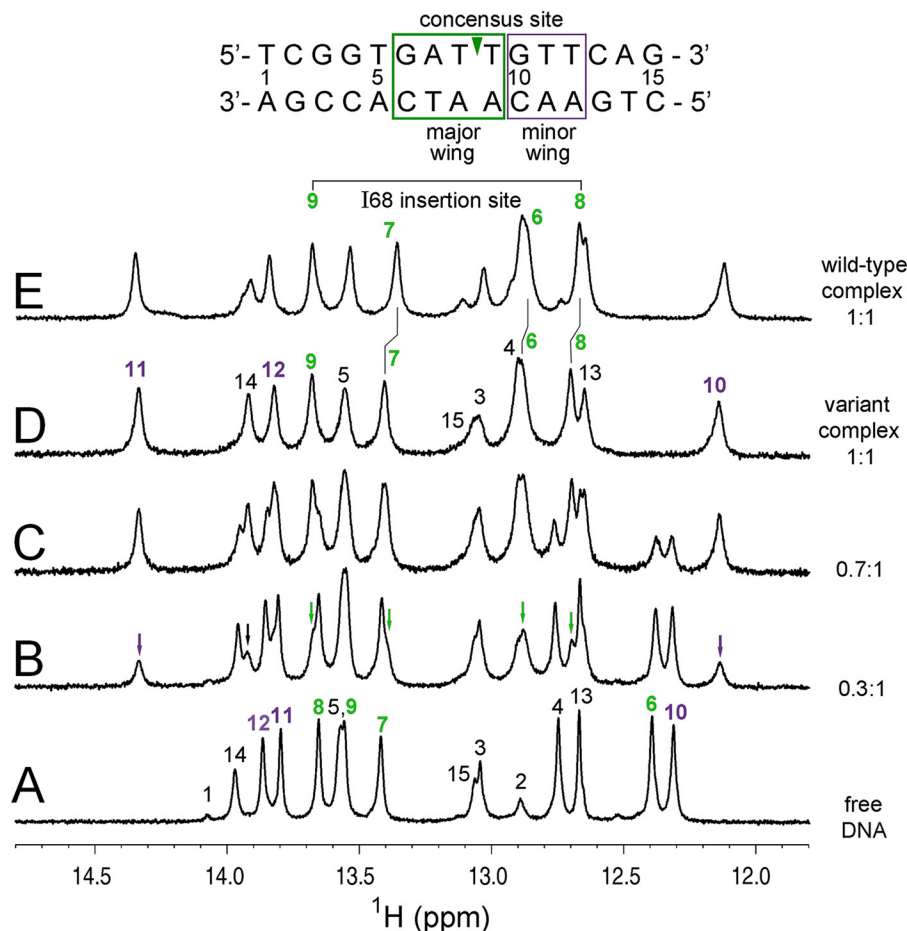 concensus site
5'- T C G G T G A T T G T T C A G - 3'
1 5 10 15
3'- A G C C A C T A A C A A G T C - 5'
major wing
minor wing
9 8
I68 insertion site
7 6
E
wild-type complex 1:1
7 6 8
11 14 12 9 5 15 3 4 13 10
D
variant complex 1:1
C
0.7:1
B
0.3:1
1 14 12 11 8 5,9 7 15 3 2 4 13 6 10
A
free DNA
14.5 14.0 13.5 13.0 12.5 12.0
1H (ppm)